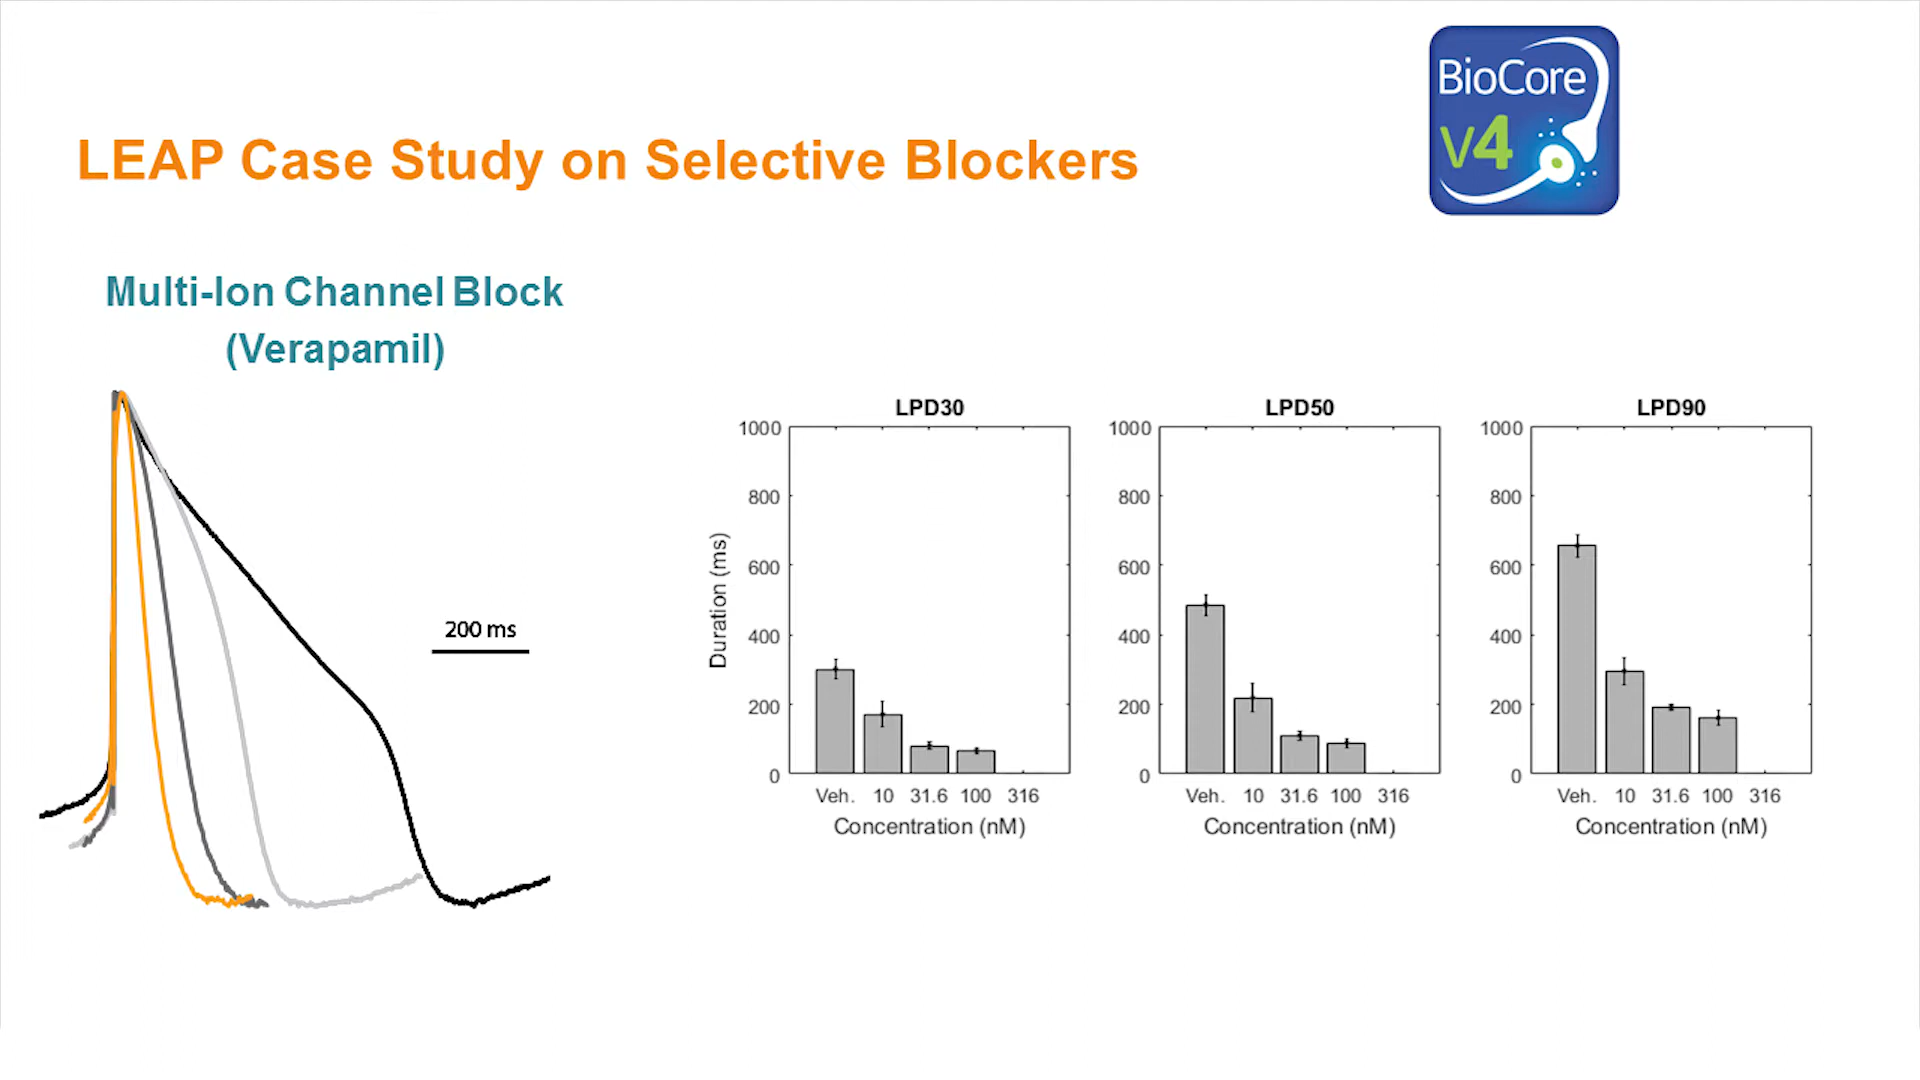 BioCore
v4
LEAP Case Study on Selective Blockers
Multi-Ion Channel Block
(Verapamil)
200 ms
LPD30
1000
800
600
400
200
0
Duration (ms)
Veh. 10 31.6 100 316
Concentration (nM)
LPD50
1000
800
600
400
200
0
Veh. 10 31.6 100 316
Concentration (nM)
LPD90
1000
800
600
400
200
0
Veh. 10 31.6 100 316
Concentration (nM)